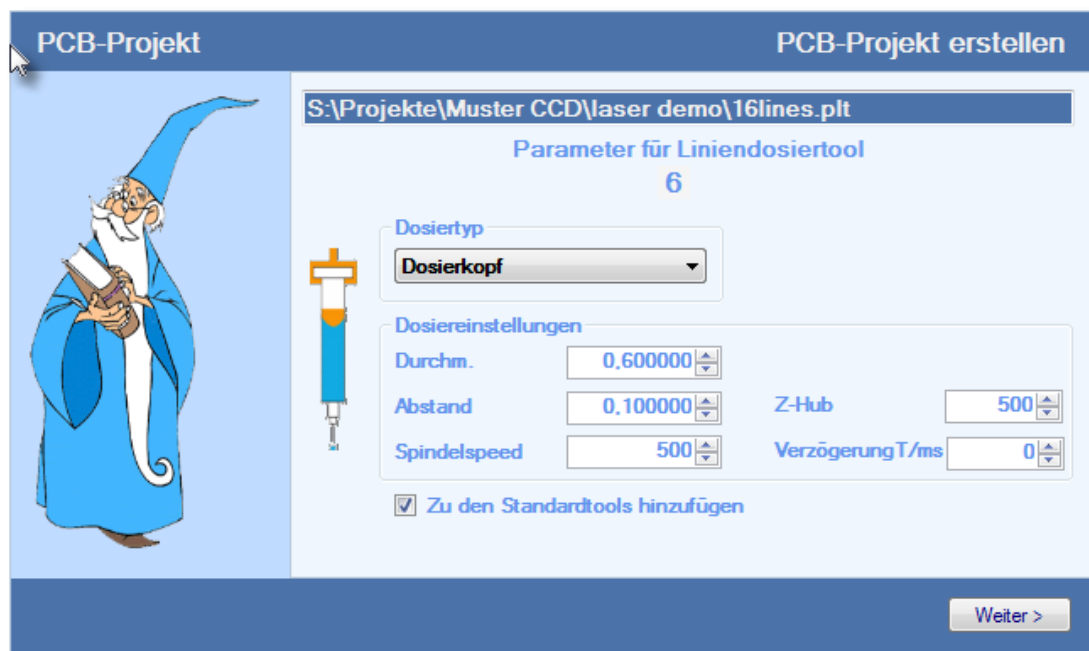 PCB-Projekt
PCB-Projekt erstellen
S:\Projekte\Muster CCD\laser demo\16lines.plt
Parameter für Liniendosiertool
6
Dosiertyp
Dosierkopf
Dosiereinstellungen
Durchm. 0,600000
Abstand 0,100000 Z-Hub 500
Spindelspeed 500 Verzögerung T/ms 0
Zu den Standardtools hinzufügen
Weiter >